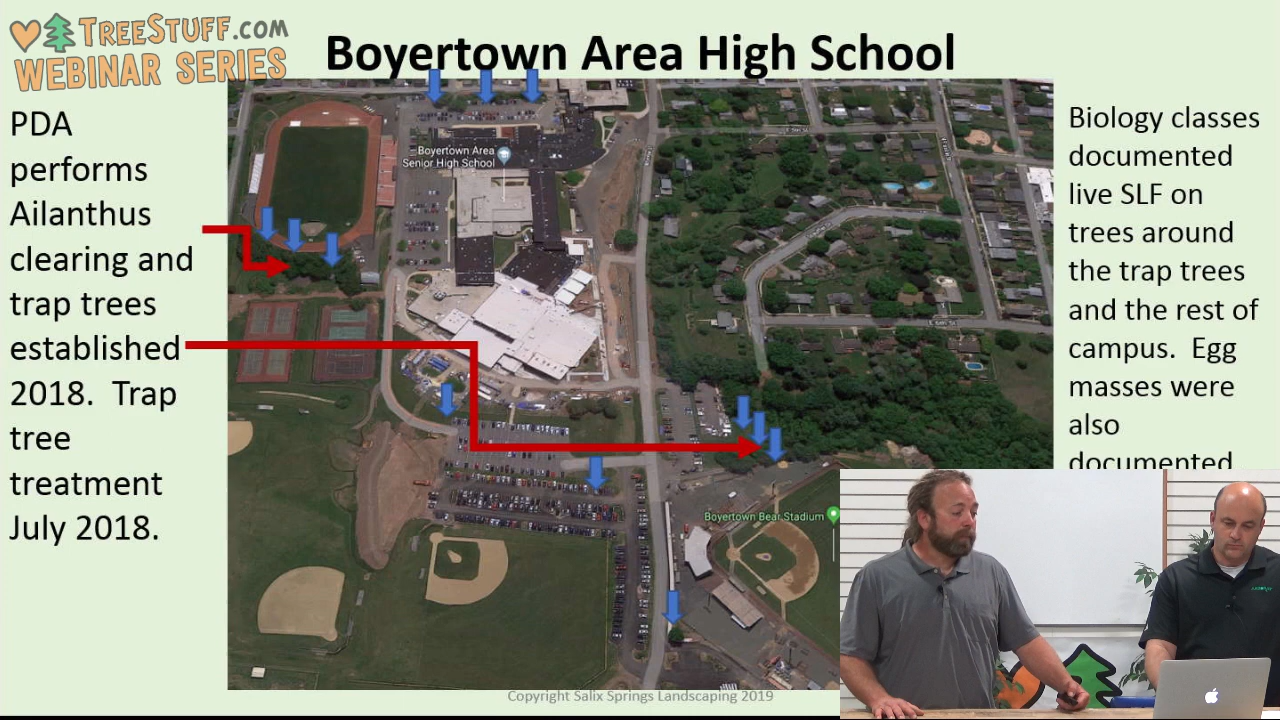 TREESTUFF.COM
WEBINAR SERIES
Boyertown Area High School
PDA
performs
Ailanthus
clearing and
trap trees
established
2018.  Trap
tree
treatment
July 2018.
Boyertown Area
Senior High School
Boyertown Bear Stadium
Biology classes
documented
live SLF on
trees around
the trap trees
and the rest of
campus.  Egg
masses were
also
documented
Copyright Salix Springs Landscaping 2019